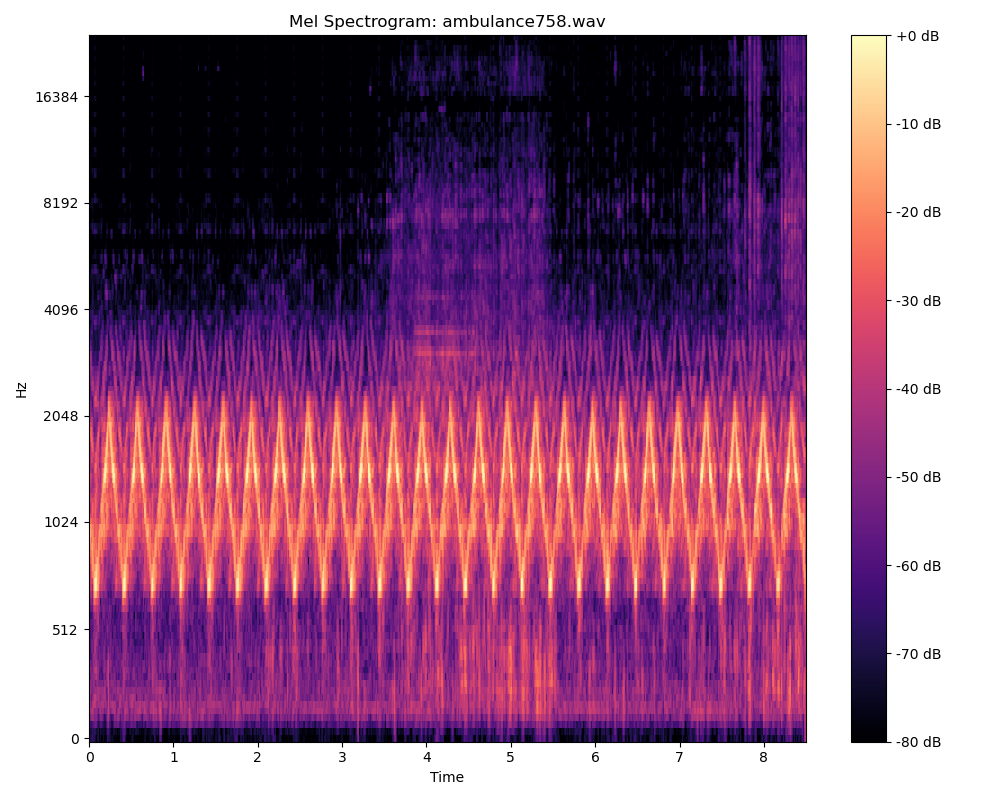 Mel Spectrogram: ambulance758.wav
Hz
16384
8192
4096
2048
1024
512
0
0 1 2 3 4 5 6 7 8
Time
+0 dB
-10 dB
-20 dB
-30 dB
-40 dB
-50 dB
-60 dB
-70 dB
-80 dB